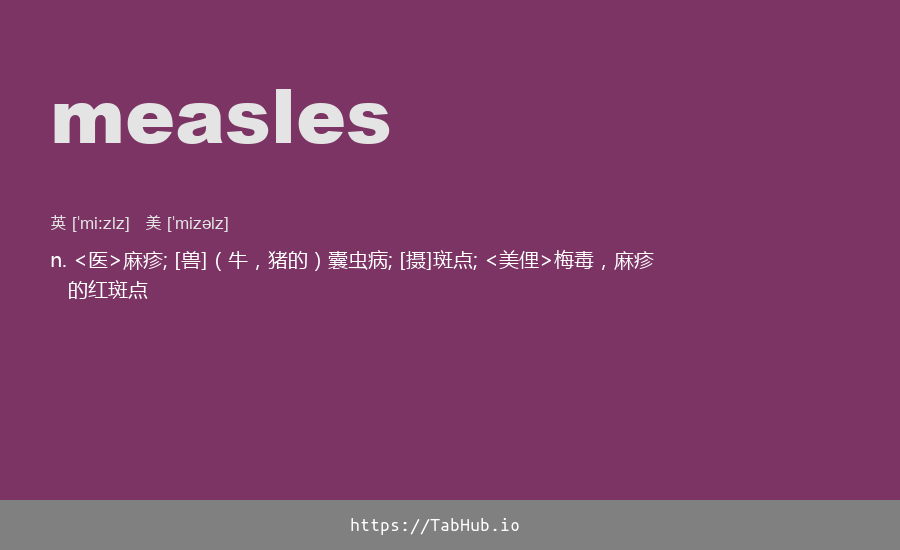 measles
英 ['mi:zlz] 美 ['mizəlz]
n. <医>麻疹; [兽]（牛，猪的）囊虫病; [摄]斑点; <美俚>梅毒，麻疹
的红斑点
https://TabHub.io